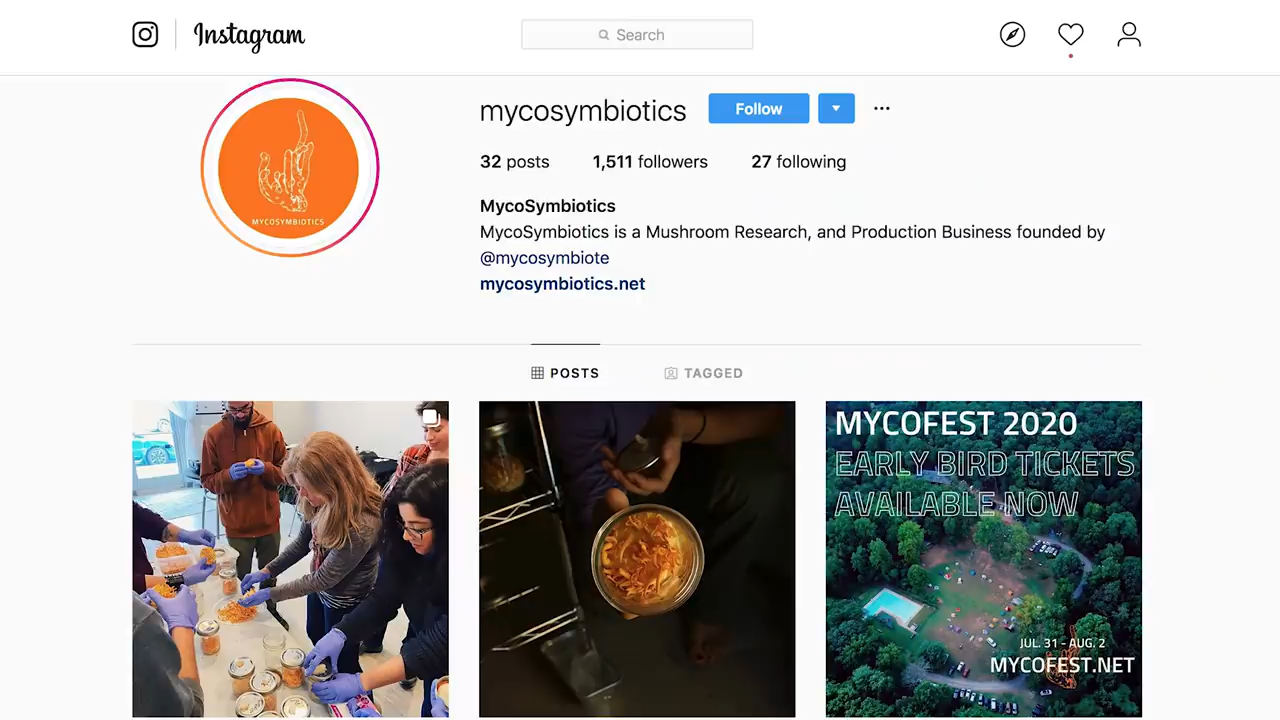 Instagram
Search
mycosymbiotics
Follow
32 posts
1,511 followers
27 following
MycoSymbiotics
MycoSymbiotics is a Mushroom Research, and Production Business founded by
@mycosymbiote
mycosymbiotics.net
MYCOSYMBIOTICS
POSTS
TAGGED
MYCOFEST 2020
EARLY BIRD TICKETS
AVAILABLE NOW
JUL. 31 - AUG. 2
MYCOFEST.NET